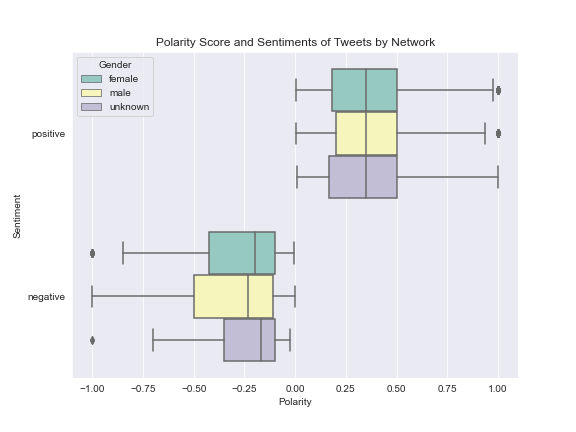 Polarity Score and Sentiments of Tweets by Network
Gender
female
male
unknown
positive
negative
Sentiment
−1.00 −0.75 −0.50 −0.25 0.00 0.25 0.50 0.75 1.00
Polarity